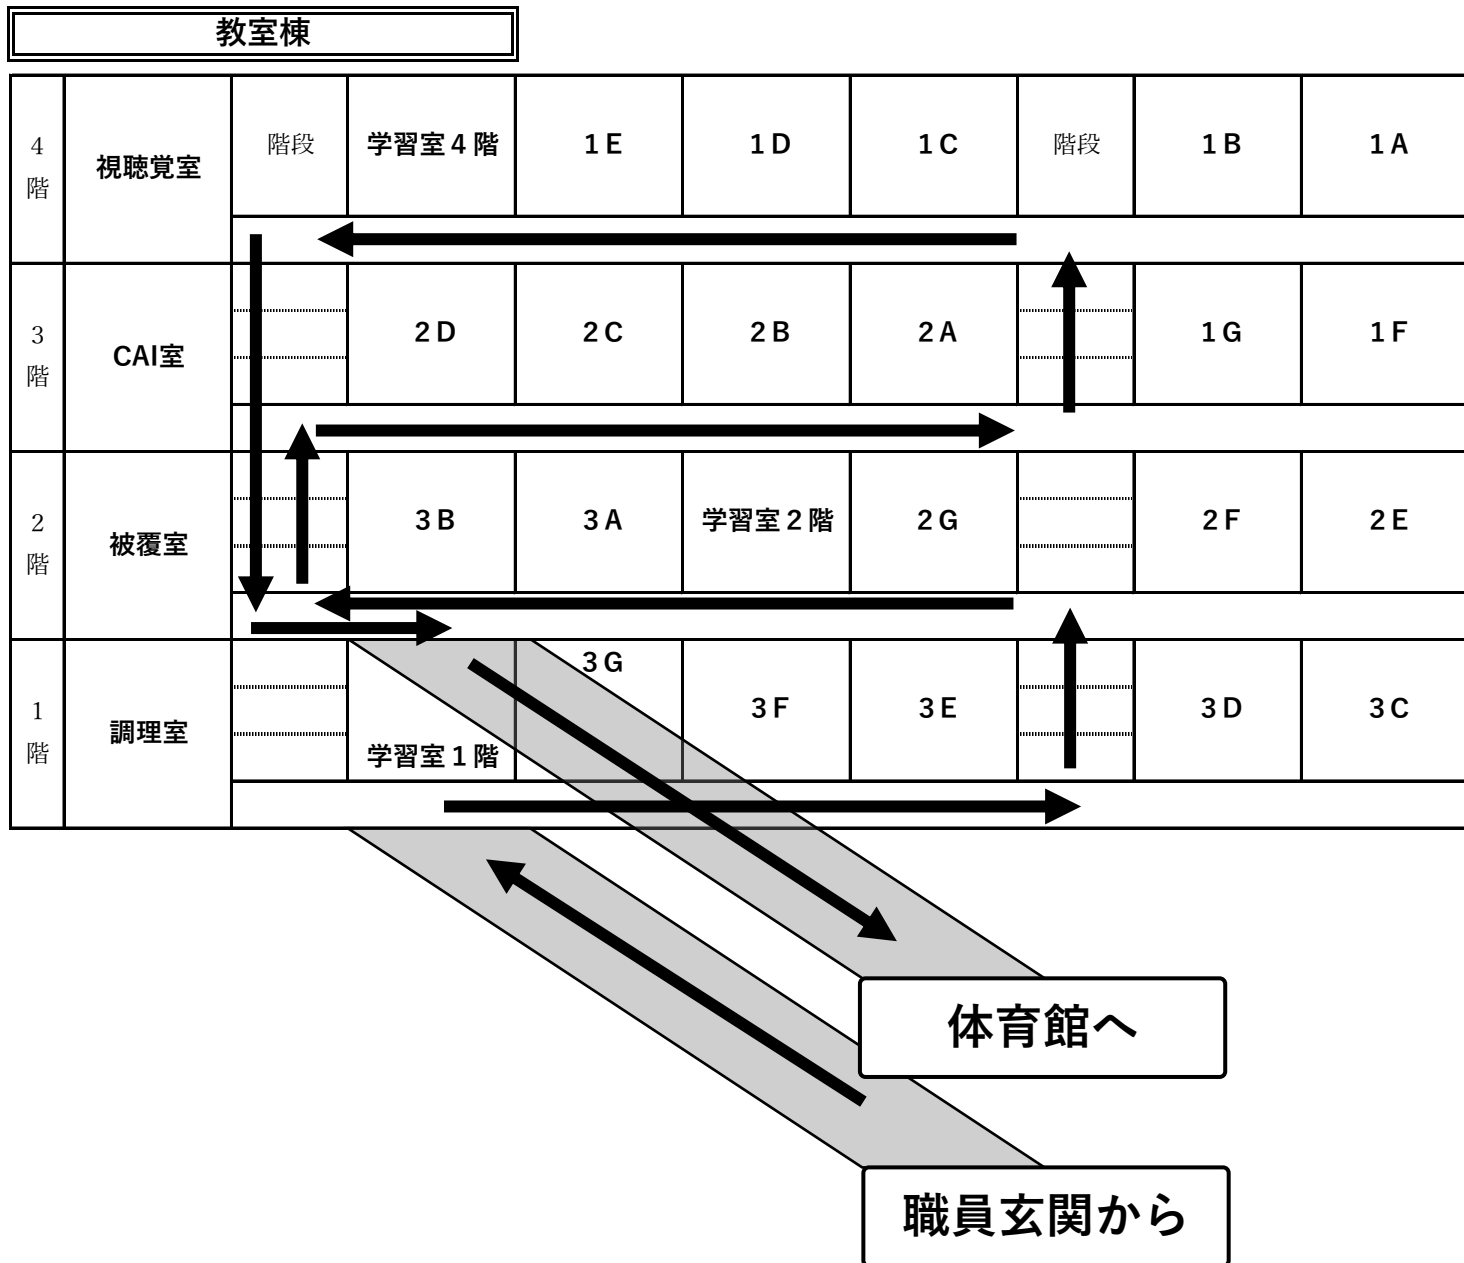 教室棟
4
階
視聴覚室
階段
学習室4階
1E
1D
1C
階段
1B
1A
3
階
CAI室
2D
2C
2B
2A
1G
1F
2
階
被覆室
3B
3A
学習室2階
2G
2F
2E
1
階
調理室
学習室1階
3G
3F
3E
3D
3C
体育館へ
職員玄関から